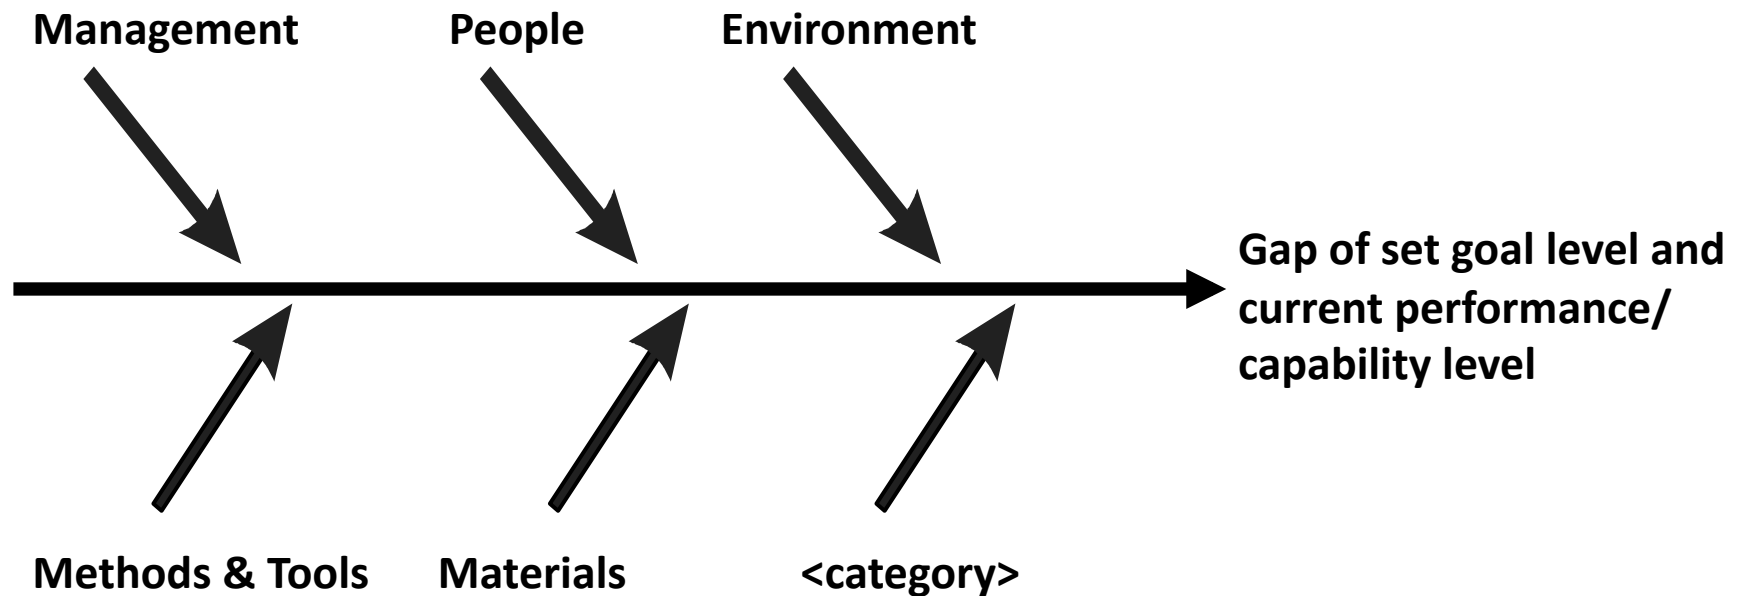 Management
People
Environment
Gap of set goal level and
current performance/
capability level
Methods & Tools
Materials
<category>